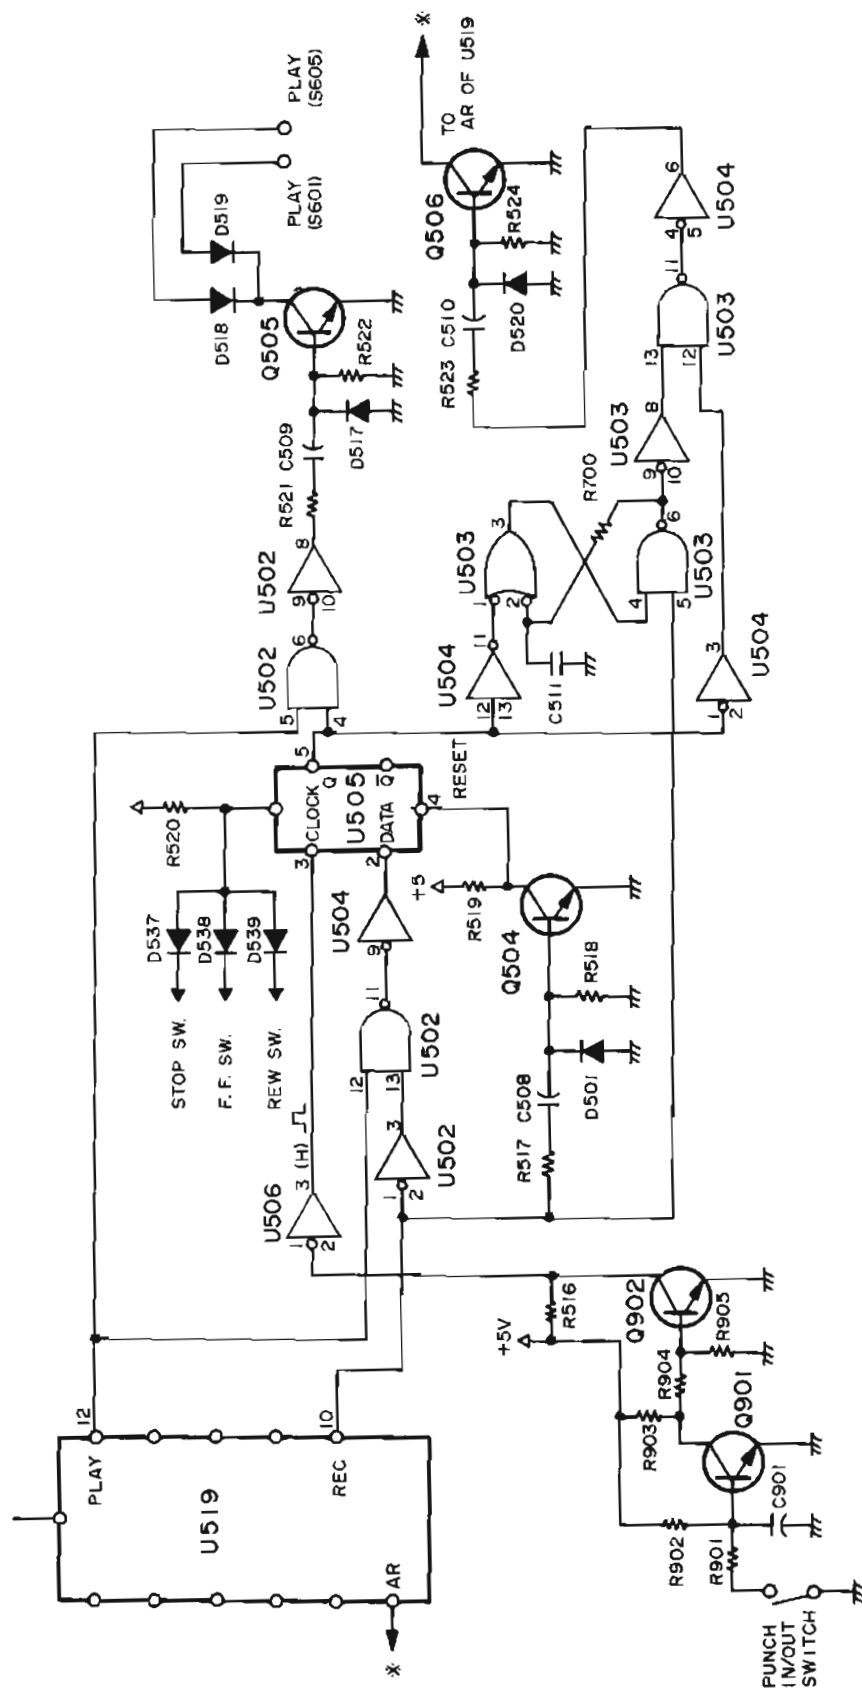 *
TO
AR OF U519
PLAY
(S605)
PLAY
(S601)
D519
D518
Q505
R522
R521 C509
D517
U502
8
9
10
U502
6
5
4
Q506
R524
R523 C510
D520
U504
6
4
5
U503
11
13
12
U503
8
9
10
R700
U503
3
1
2
U503
6
4
5
C511
U504
11
12
13
U504
3
1
2
R520
D537
D538
D539
STOP SW.
F.F. SW.
REW SW.
CLOCK
Q
U505
DATA
Q̅
5
3
2
4
RESET
U504
9
U502
11
12
13
U502
3
1
2
U506
3 (H)
1
2
+5
R519
Q504
R518
R517 C508
D501
+5V
R516
Q902
R905
R904
R903
Q901
C901
R902
R901
PUNCH
IN/OUT
SWITCH
12
PLAY
10
REC
U519
AR
*